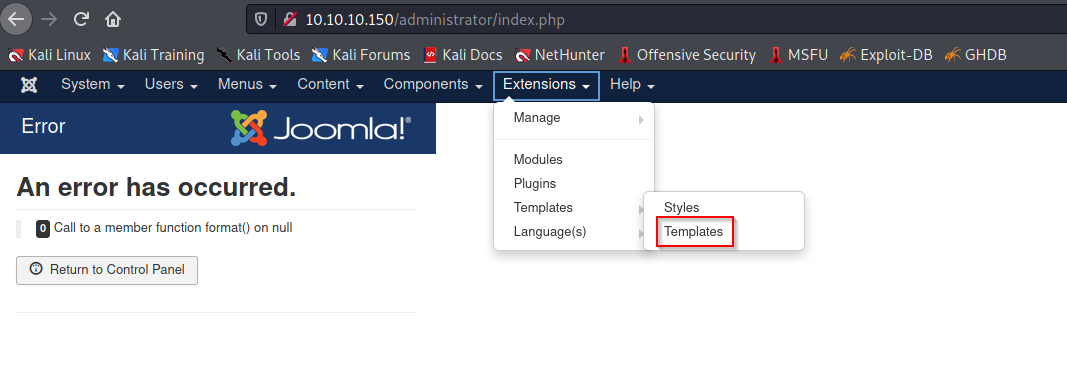 10.10.10.150/administrator/index.php
Kali Linux Kali Training Kali Tools Kali Forums Kali Docs NetHunter Offensive Security MSFU Exploit-DB GHDB
System Users Menus Content Components Extensions Help
Error Joomla!®
Manage
Modules
Plugins
Templates
Language(s)
Styles
Templates
An error has occurred.
0 Call to a member function format() on null
Return to Control Panel